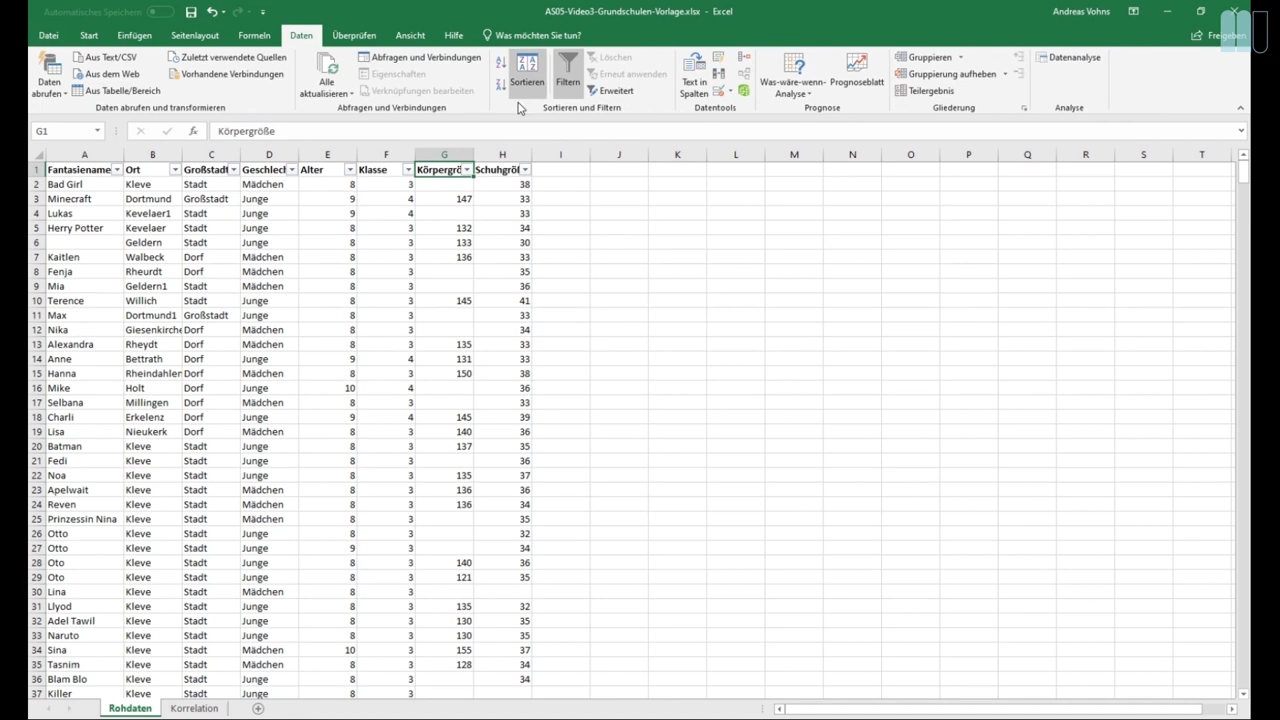 Automatisches Speichern AS05-Video3-Grundschulen-Vorlage.xlsx - Excel Andreas Vohns
Datei Start Einfügen Seitenlayout Formeln Daten Überprüfen Ansicht Hilfe Was möchten Sie tun? Freigeben
Daten abrufen
Aus Text/CSV
Aus dem Web
Aus Tabelle/Bereich
Zuletzt verwendete Quellen
Vorhandene Verbindungen
Daten abrufen und transformieren
Alle aktualisieren
Abfragen und Verbindungen
Eigenschaften
Verknüpfungen bearbeiten
Abfragen und Verbindungen
Sortieren
Filtern
Löschen
Erneut anwenden
Erweitert
Sortieren und Filtern
Text in Spalten
Datentools
Was-wäre-wenn-Analyse
Prognoseblatt
Prognose
Gruppieren
Gruppierung aufheben
Teilergebnis
Gliederung
Datenanalyse
Analyse
G1 fx Körpergröße
A B C D E F G H I J K L M N O P Q R S T
1 Fantasiename Ort Großstadt Geschlecl Alter Klasse Körpergrö Schuhgröl
2 Bad Girl Kleve Stadt Mädchen 8 3 38
3 Minecraft Dortmund Großstadt Junge 9 4 147 33
4 Lukas Kevelaer1 Stadt Junge 9 4 33
5 Herry Potter Kevelaer Stadt Junge 8 3 132 34
6 Geldern Stadt Junge 8 3 133 30
7 Kaitlen Walbeck Dorf Mädchen 8 3 136 33
8 Fenja Rheurdt Dorf Mädchen 8 3 35
9 Mia Geldern1 Stadt Mädchen 8 3 36
10 Terence Willich Stadt Junge 8 3 145 41
11 Max Dortmund1 Großstadt Junge 8 3 33
12 Nika Giesenkirche Dorf Mädchen 8 3 34
13 Alexandra Rheydt Dorf Mädchen 8 3 135 33
14 Anne Bettrath Dorf Mädchen 9 4 131 33
15 Hanna Rheindahlen Dorf Mädchen 8 3 150 38
16 Mike Holt Dorf Junge 10 4 36
17 Selbana Millingen Dorf Mädchen 8 3 33
18 Charli Erkelenz Dorf Junge 9 4 145 39
19 Lisa Nieukerk Dorf Mädchen 8 3 140 36
20 Batman Kleve Stadt Junge 8 3 137 35
21 Fedi Kleve Stadt Junge 8 3 36
22 Noa Kleve Stadt Junge 8 3 135 37
23 Apelwait Kleve Stadt Mädchen 8 3 136 36
24 Reven Kleve Stadt Mädchen 8 3 136 34
25 Prinzessin Nina Kleve Stadt Mädchen 8 3 35
26 Otto Kleve Stadt Junge 8 3 32
27 Otto Kleve Stadt Junge 9 3 34
28 Oto Kleve Stadt Junge 8 3 140 36
29 Oto Kleve Stadt Junge 8 3 121 35
30 Lina Kleve Stadt Mädchen 8 3
31 Llyod Kleve Stadt Junge 8 3 135 32
32 Adel Tawil Kleve Stadt Junge 8 3 130 35
33 Naruto Kleve Stadt Junge 8 3 130 35
34 Sina Kleve Stadt Mädchen 10 3 155 37
35 Tasnim Kleve Stadt Mädchen 8 3 128 34
36 Blam Blo Kleve Stadt Mädchen 8 3 34
37 Killer Kleve Stadt Junge 8 3
Rohdaten Korrelation